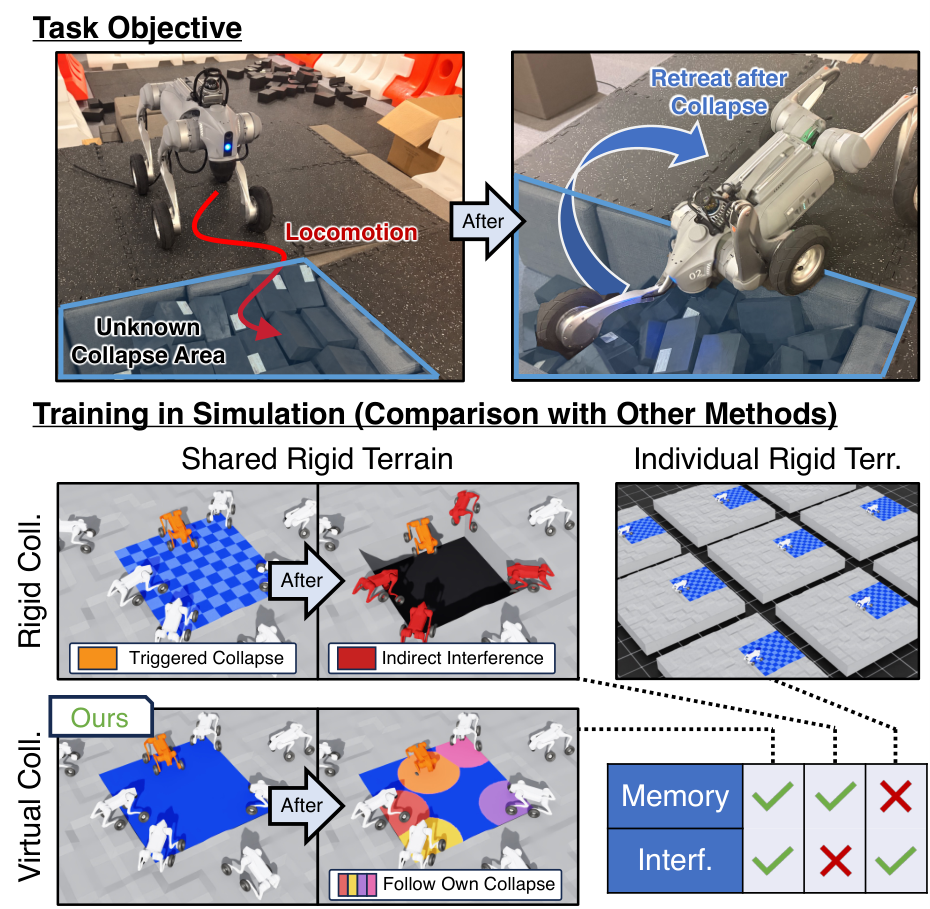 Task Objective
Retreat after
Collapse
Locomotion
After
Unknown
Collapse Area
02
Training in Simulation (Comparison with Other Methods)
Shared Rigid Terrain
Individual Rigid Terr.
Rigid Coll.
After
Triggered Collapse
Indirect Interference
Ours
Virtual Coll.
After
Follow Own Collapse
Memory
Interf.